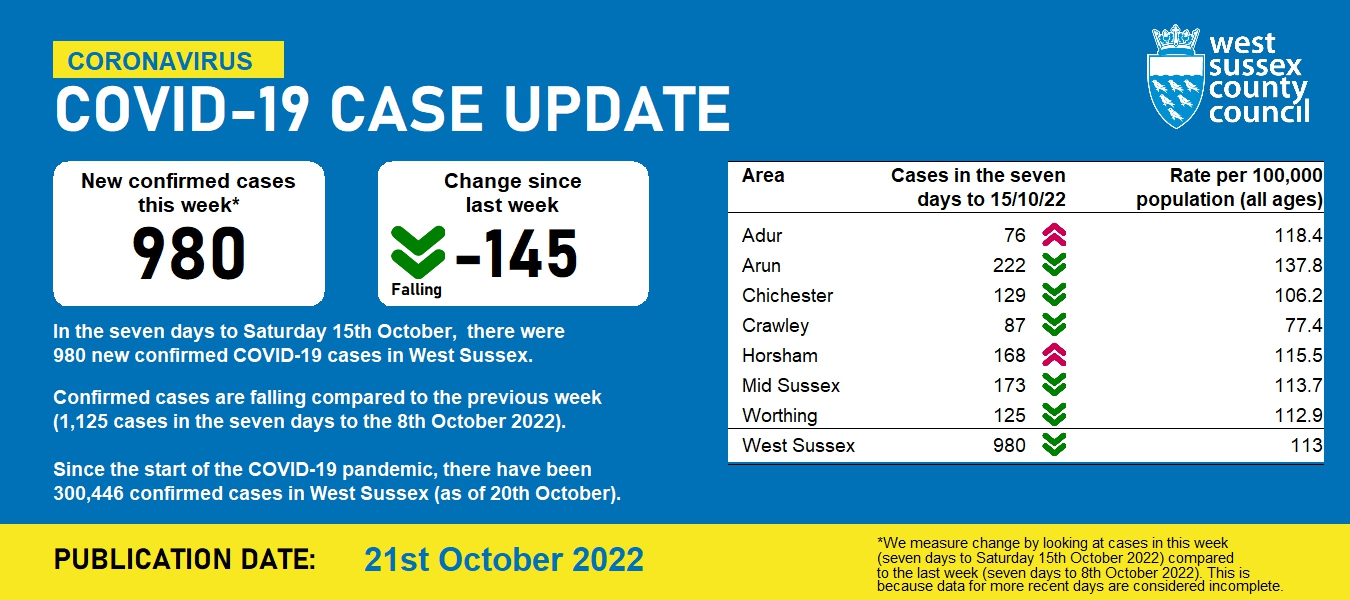 CORONAVIRUS
COVID-19 CASE UPDATE
west
sussex
county
council
New confirmed cases
this week*
980
Change since
last week
-145
Falling
In the seven days to Saturday 15th October, there were
980 new confirmed COVID-19 cases in West Sussex.
Confirmed cases are falling compared to the previous week
(1,125 cases in the seven days to the 8th October 2022).
Since the start of the COVID-19 pandemic, there have been
300,446 confirmed cases in West Sussex (as of 20th October).
Area Cases in the seven Rate per 100,000
days to 15/10/22 population (all ages)
Adur 76 118.4
Arun 222 137.8
Chichester 129 106.2
Crawley 87 77.4
Horsham 168 115.5
Mid Sussex 173 113.7
Worthing 125 112.9
West Sussex 980 113
PUBLICATION DATE: 21st October 2022
*We measure change by looking at cases in this week
(seven days to Saturday 15th October 2022) compared
to the last week (seven days to 8th October 2022). This is
because data for more recent days are considered incomplete.